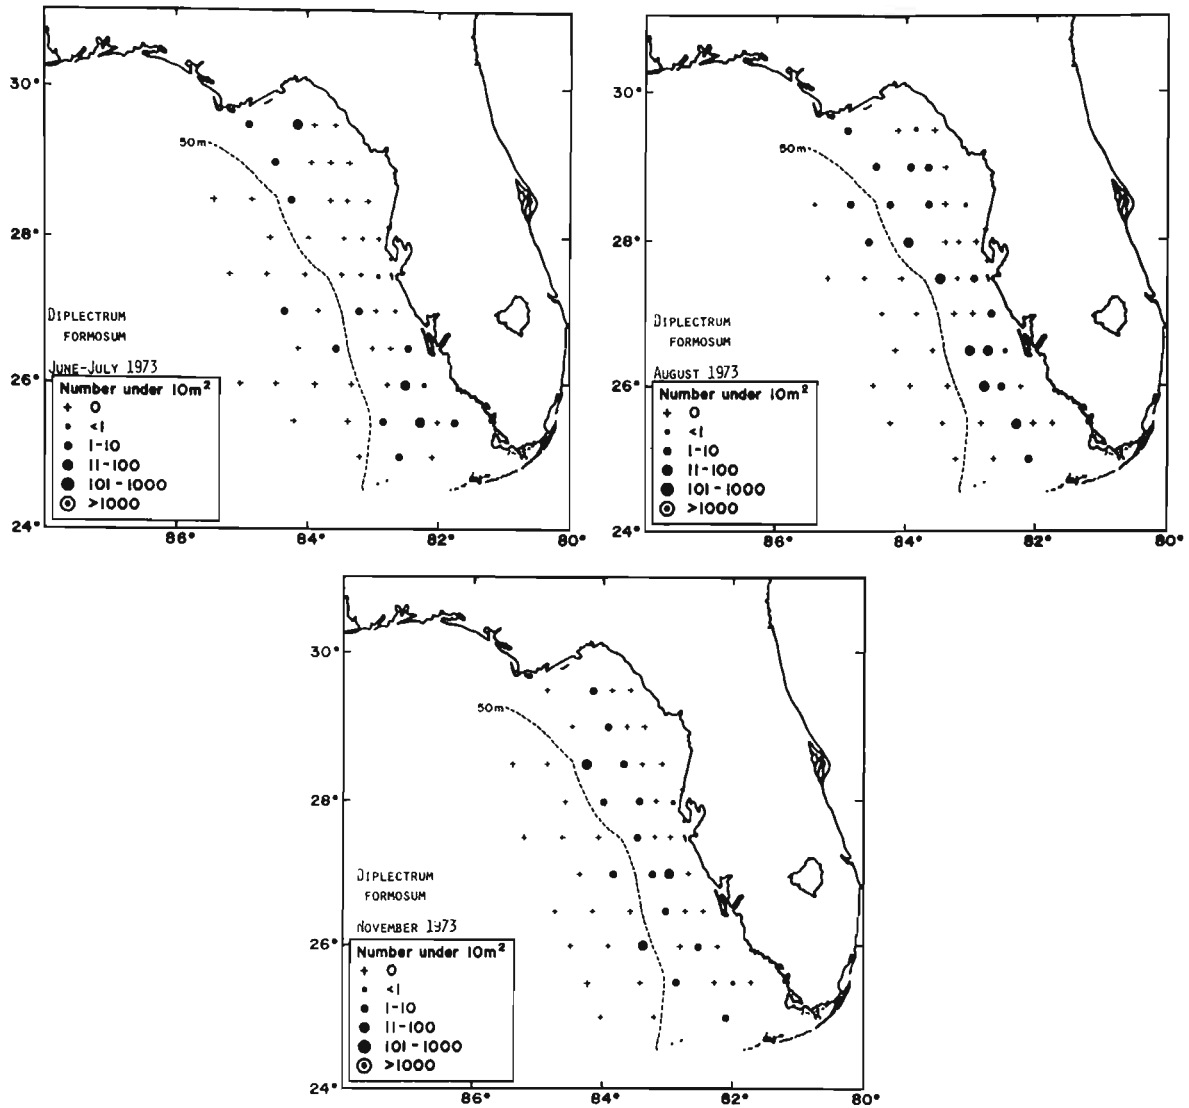 30°
28°
26°
24°
50m
DIPLECTRUM
FORMOSUM
JUNE-JULY 1973
Number under 10m²
+ 0
<1
1-10
11-100
101-1000
>1000
86° 84° 82° 80°
30°
28°
26°
24°
50m
DIPLECTRUM
FORMOSUM
AUGUST 1973
Number under 10m²
+ 0
<1
1-10
11-100
101-1000
>1000
86° 84° 82° 80°
30°
28°
26°
24°
50m
DIPLECTRUM
FORMOSUM
NOVEMBER 1973
Number under 10m²
+ 0
<1
1-10
11-100
101-1000
>1000
86° 84° 82° 80°